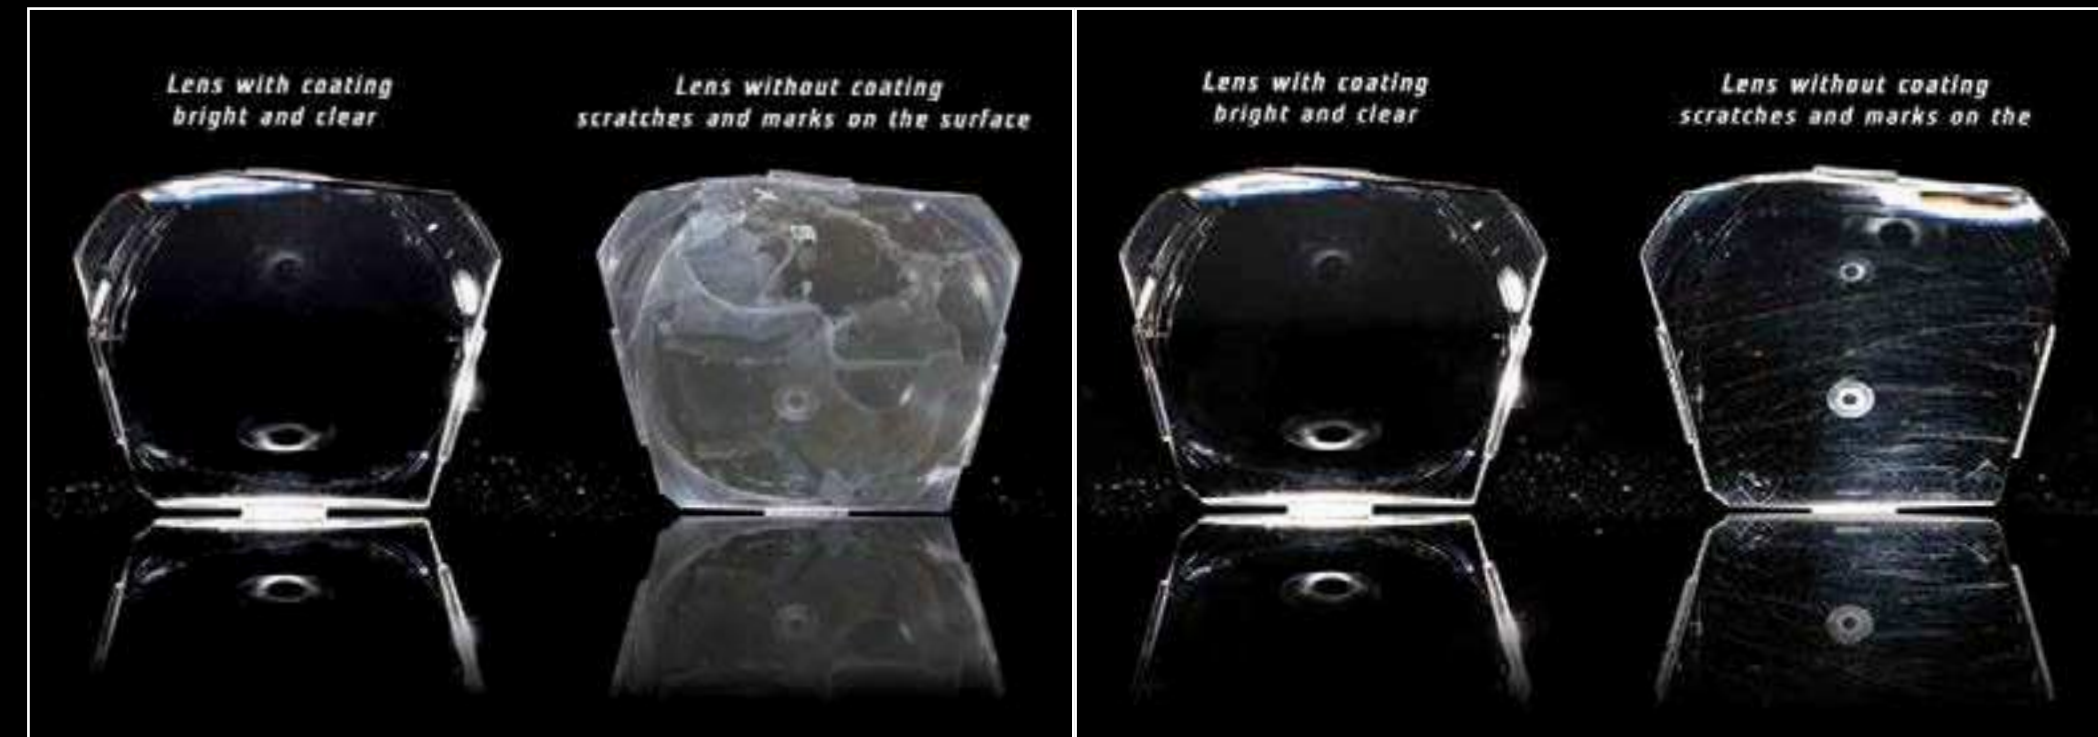 Lens with coating
bright and clear
Lens without coating
scratches and marks on the surface
Lens with coating
bright and clear
Lens without coating
scratches and marks on the